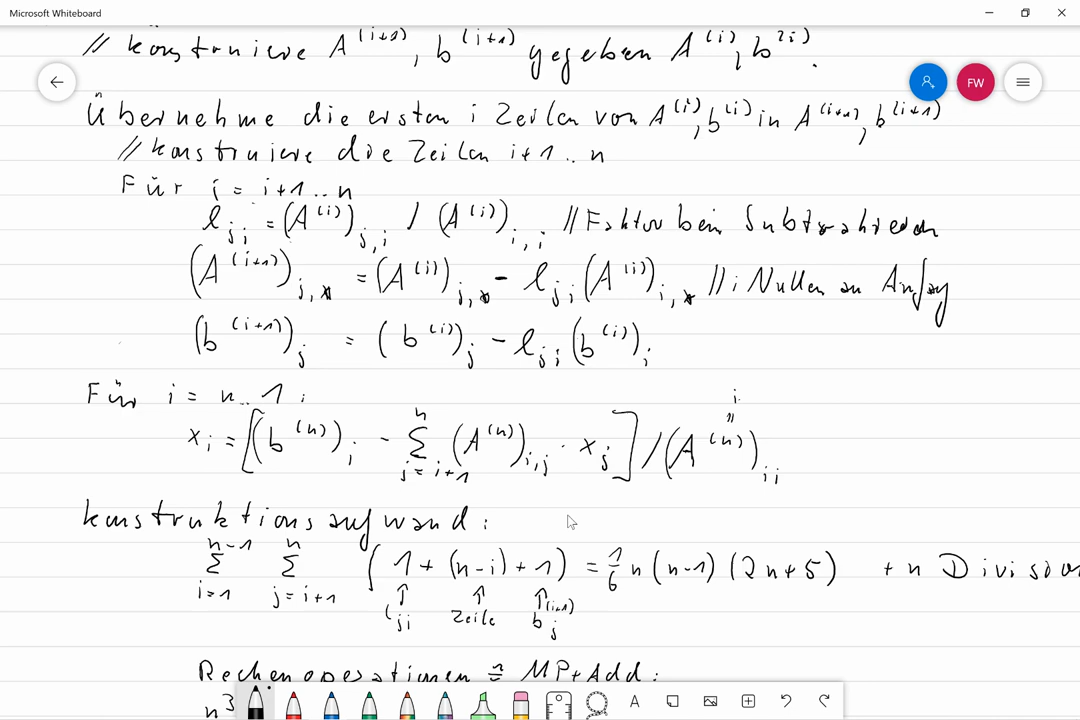 Microsoft Whiteboard
// konstruiere A^(i+1), b^(i+1) gegeben A^(i), b^(i).
FW
Übernehme die ersten i Zeilen von A^(i), b^(i) in A^(i+1), b^(i+1)
// konstruiere die Zeilen i+1 .. n
Für i = i+1 .. n
l_ji = (A^(i))_j,i / (A^(i))_i,i // Faktor beim Subtrahieren
(A^(i+1))_j,* = (A^(i))_j,* - l_ji (A^(i))_i,* // i Nullen am Anfang
(b^(i+1))_j = (b^(i))_j - l_ji (b^(i))_i
Für i = n .. 1 :
i
"
x_i = [(b^(n))_i - Σ_{j=i+1}^n (A^(n))_i,j · x_j] / (A^(n))_ii
Konstruktionsaufwand:
Σ_{i=1}^{n-1} Σ_{j=i+1}^n (1 + (n-i) + 1) = 1/6 n (n-1) (2n+5) + n Division
↑ ↑ ↑
l_ji Zeile b_j^(i+1)
Rechenoperationen ≙ MP+Add:
n³